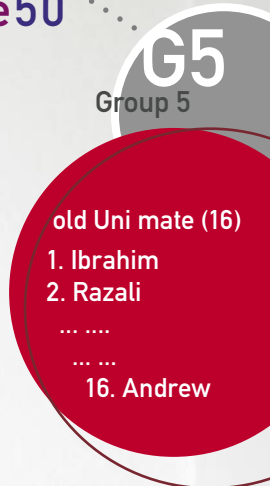 e50
G5
Group 5
old Uni mate (16)
1. Ibrahim
2. Razali
... ....
... ...
16. Andrew